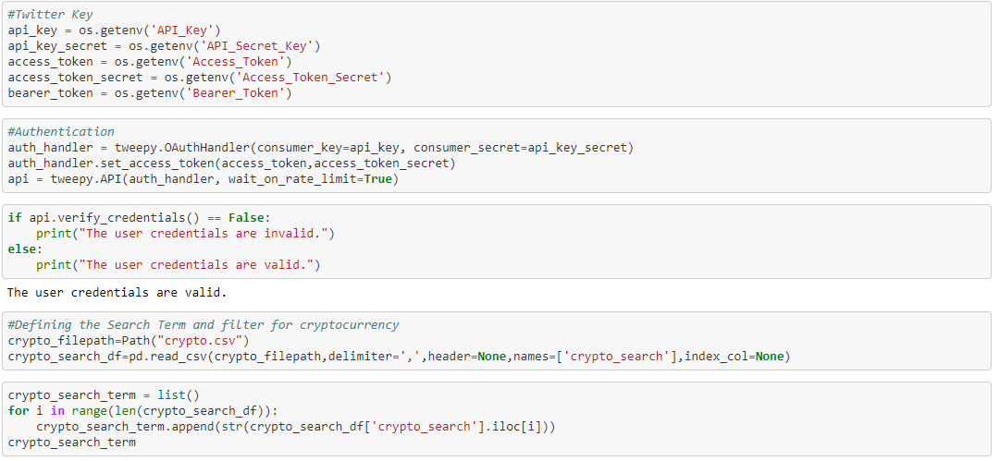 #Twitter Key
api_key = os.getenv('API_Key')
api_key_secret = os.getenv('API_Secret_Key')
access_token = os.getenv('Access_Token')
access_token_secret = os.getenv('Access_Token_Secret')
bearer_token = os.getenv('Bearer_Token')
#Authentication
auth_handler = tweepy.OAuthHandler(consumer_key=api_key, consumer_secret=api_key_secret)
auth_handler.set_access_token(access_token,access_token_secret)
api = tweepy.API(auth_handler, wait_on_rate_limit=True)
if api.verify_credentials() == False:
    print("The user credentials are invalid.")
else:
    print("The user credentials are valid.")
The user credentials are valid.
#Defining the Search Term and filter for cryptocurrency
crypto_filepath=Path("crypto.csv")
crypto_search_df=pd.read_csv(crypto_filepath,delimiter=',',header=None,names=['crypto_search'],index_col=None)
crypto_search_term = list()
for i in range(len(crypto_search_df)):
    crypto_search_term.append(str(crypto_search_df['crypto_search'].iloc[i]))
crypto_search_term